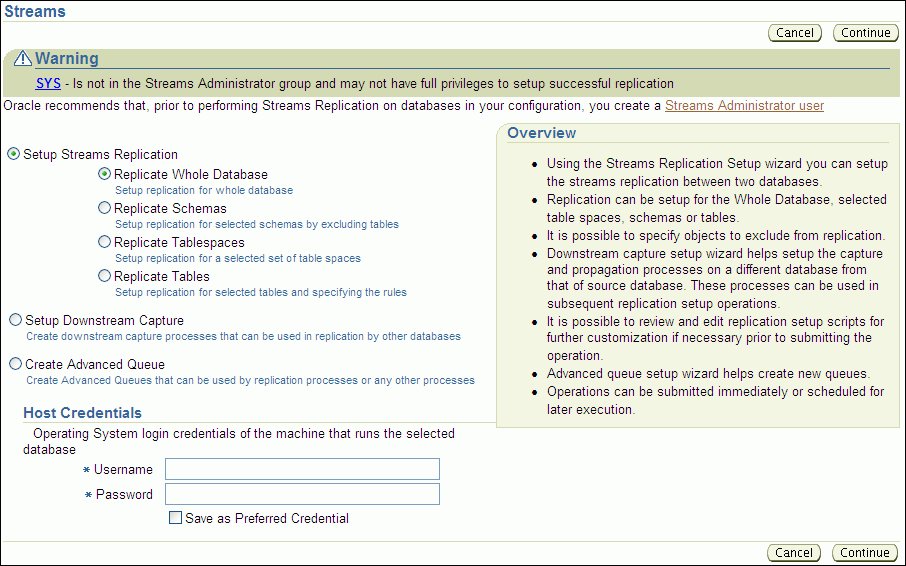 Streams
Cancel Continue
Warning
SYS - Is not in the Streams Administrator group and may not have full privileges to setup successful replication
Oracle recommends that, prior to performing Streams Replication on databases in your configuration, you create a Streams Administrator user
Setup Streams Replication
Replicate Whole Database
Setup replication for whole database
Replicate Schemas
Setup replication for selected schemas by excluding tables
Replicate Tablespaces
Setup replication for a selected set of table spaces
Replicate Tables
Setup replication for selected tables and specifying the rules
Setup Downstream Capture
Create downstream capture processes that can be used in replication by other databases
Create Advanced Queue
Create Advanced Queues that can be used by replication processes or any other processes
Overview
• Using the Streams Replication Setup wizard you can setup
the streams replication between two databases.
• Replication can be setup for the Whole Database, selected
table spaces, schemas or tables.
• It is possible to specify objects to exclude from replication.
• Downstream capture setup wizard helps setup the capture
and propagation processes on a different database from
that of source database. These processes can be used in
subsequent replication setup operations.
• It is possible to review and edit replication setup scripts for
further customization if necessary prior to submitting the
operation.
• Advanced queue setup wizard helps create new queues.
• Operations can be submitted immediately or scheduled for
later execution.
Host Credentials
Operating System login credentials of the machine that runs the selected
database
* Username
* Password
Save as Preferred Credential
Cancel Continue